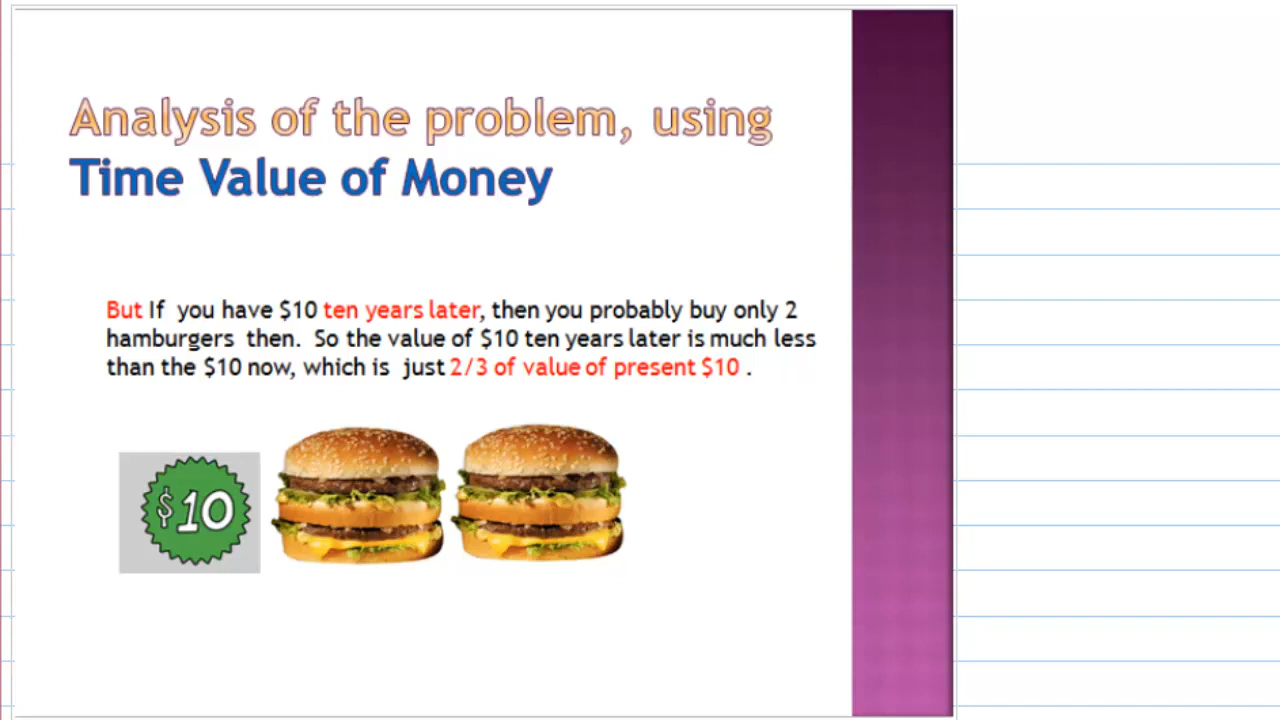 Analysis of the problem, using
Time Value of Money
But If you have $10 ten years later, then you probably buy only 2
hamburgers then. So the value of $10 ten years later is much less
than the $10 now, which is just 2/3 of value of present $10 .
$10